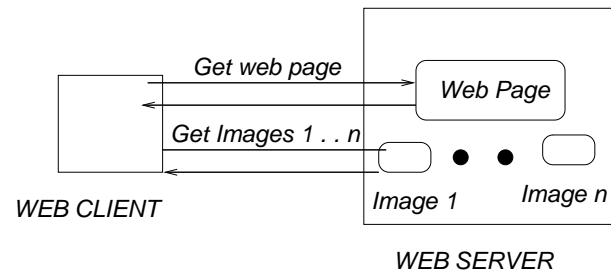 Get web page
Web Page
Get Images 1 . . n
Image 1
Image n
WEB CLIENT
WEB SERVER